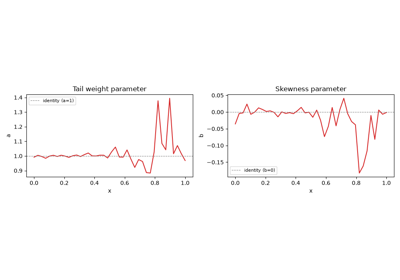 Tail weight parameter
1.4
1.3
1.2
1.1
1.0
0.9
a
identity (a=1)
0.0 0.2 0.4 0.6 0.8 1.0
x
Skewness parameter
0.05
0.00
−0.05
−0.10
−0.15
b
identity (b=0)
0.0 0.2 0.4 0.6 0.8 1.0
x